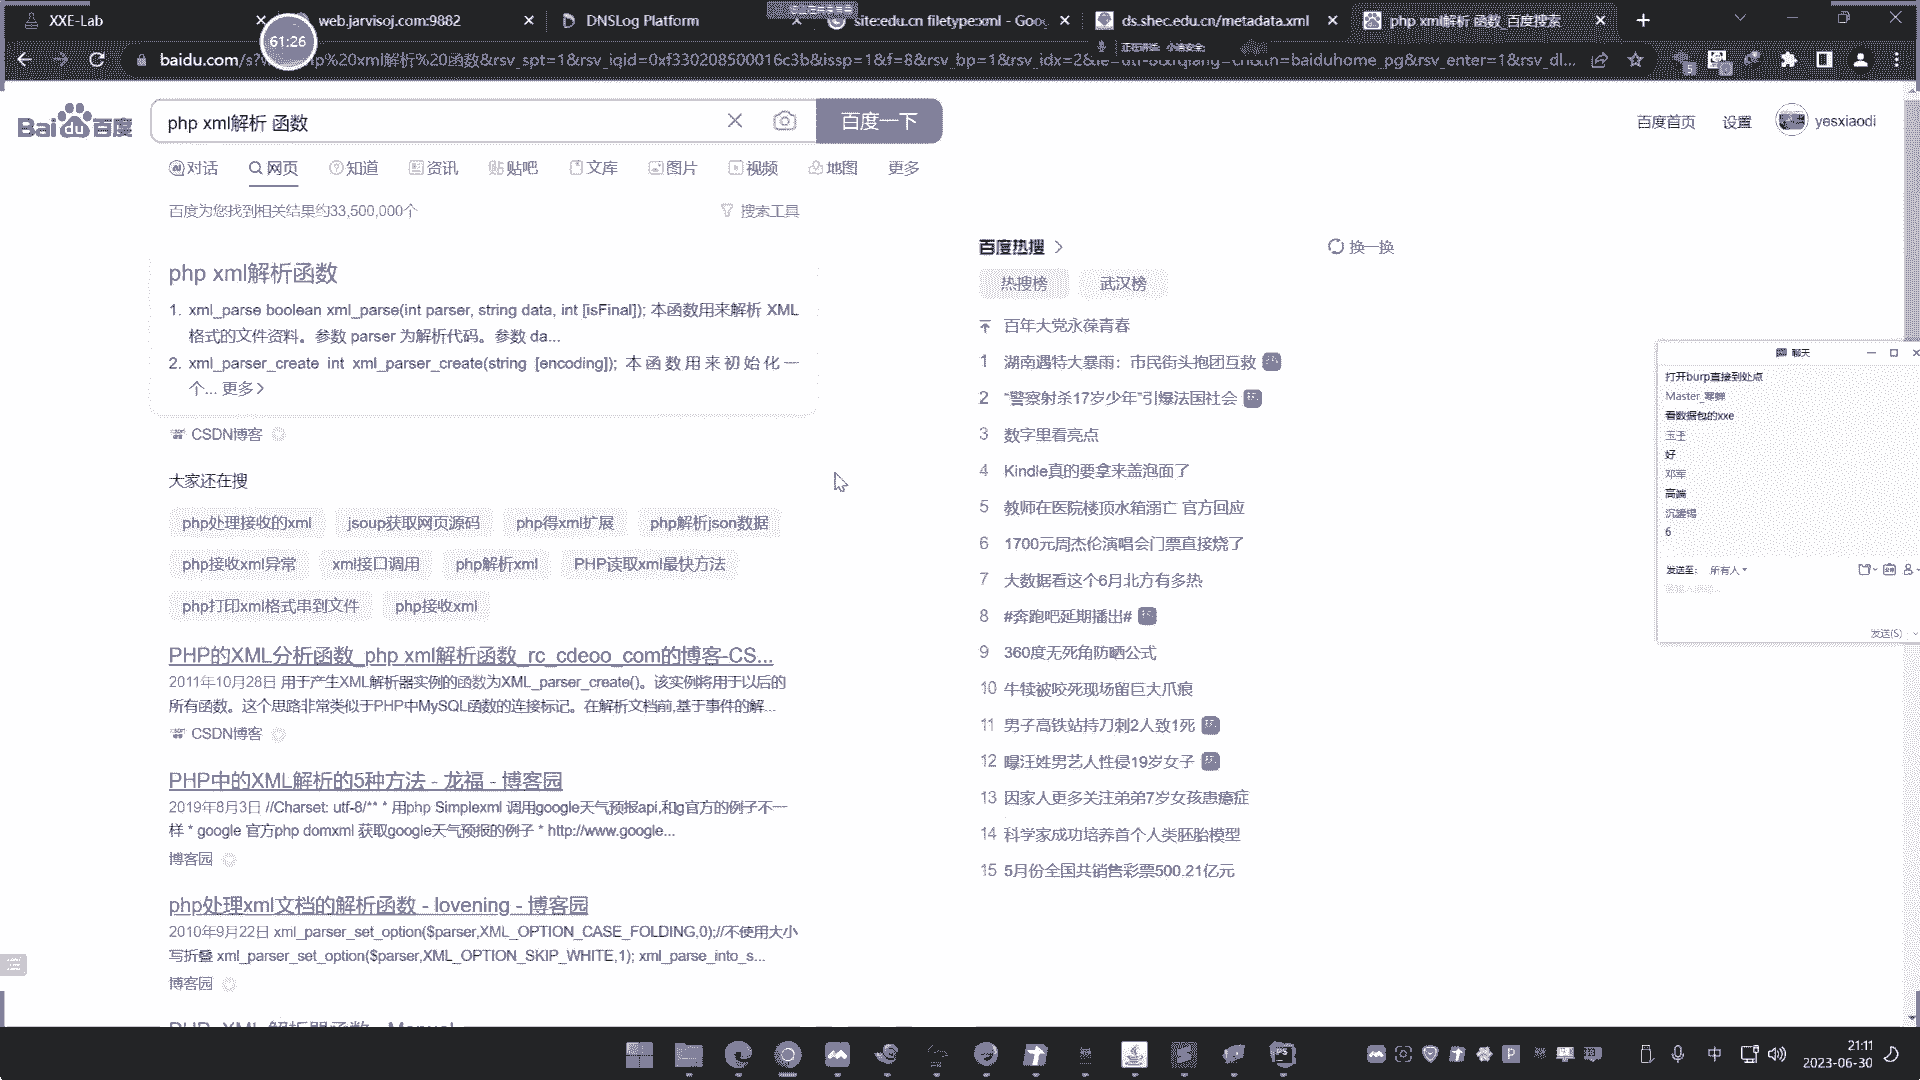 XXE-Lab
web.jarvisoj.com:9882
DNSLog Platform
site:edu.cn filetype:xml - Goo
ds.shec.edu.cn/metadata.xml
php xml解析 函数_百度搜索
61:26
正在讲话: 小迪安全;
Bai du 百度
php xml解析 函数
百度一下
百度首页
设置
yesxiaodi
对话
网页
知道
资讯
贴吧
文库
图片
视频
地图
更多
百度为您找到相关结果约33,500,000个
搜索工具
php xml解析函数
1. xml_parse boolean xml_parse(int parser, string data, int [isFinal]); 本函数用来解析 XML
格式的文件资料。参数 parser 为解析代码。参数 da...
2. xml_parser_create int xml_parser_create(string [encoding]); 本函数用来初始化一
个... 更多>
CSDN博客
大家还在搜
php处理接收的xml
jsoup获取网页源码
php得xml扩展
php解析json数据
php接收xml异常
xml接口调用
php解析xml
PHP读取xml最快方法
php打印xml格式串到文件
php接收xml
PHP的XML分析函数_php xml解析函数_rc_cdeoo_com的博客-CS...
2011年10月28日 用于产生XML解析器实例的函数为XML_parser_create()。该实例将用于以后的
所有函数。这个思路非常类似于PHP中MySQL函数的连接标记。在解析文档前,基于事件的解...
CSDN博客
PHP中的XML解析的5种方法 - 龙福 - 博客园
2019年8月3日 //Charset: utf-8/** * 用php Simplexml 调用google天气预报api,和g官方的例子不一
样 * google 官方php domxml 获取google天气预报的例子 * http://www.google...
博客园
php处理xml文档的解析函数 - lovening - 博客园
2010年9月22日 xml_parser_set_option($parser,XML_OPTION_CASE_FOLDING,0);//不使用大小
写折叠 xml_parser_set_option($parser,XML_OPTION_SKIP_WHITE,1); xml_parse_into_s...
博客园
百度热搜 >
换一换
热搜榜
武汉榜
百年大党永葆青春
1 湖南遇特大暴雨：市民街头抱团互救
2 “警察射杀17岁少年”引爆法国社会
3 数字里看亮点
4 Kindle真的要拿来盖泡面了
5 教师在医院楼顶水箱溺亡 官方回应
6 1700元周杰伦演唱会门票直接烧了
7 大数据看这个6月北方有多热
8 #奔跑吧延期播出#
9 360度无死角防晒公式
10 牛犊被咬死现场留巨大爪痕
11 男子高铁站持刀刺2人致1死
12 曝汪姓男艺人性侵19岁女子
13 因家人更多关注弟弟7岁女孩患癔症
14 科学家成功培养首个人类胚胎模型
15 5月份全国共销售彩票500.21亿元
聊天
打开burp直接到处点
看数据包的xxe
玉王
好
邓军
高端
6
发送至: 所有人
发送(S)
中
21:11
2023-06-30